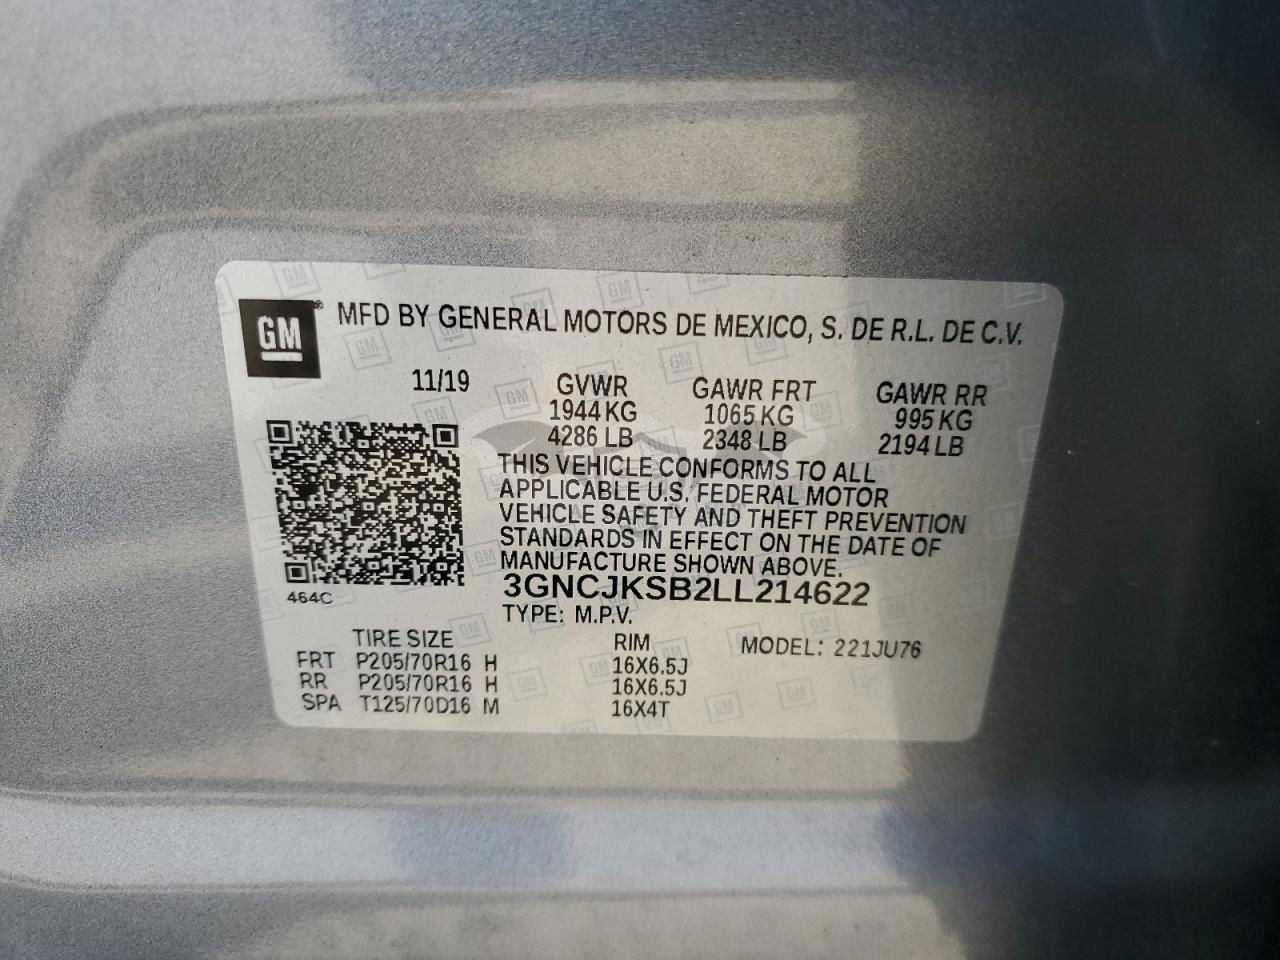 GM® MFD BY GENERAL MOTORS DE MEXICO, S. DE R.L. DE C.V.
11/19 GVWR GAWR FRT GAWR RR
1944 KG 1065 KG 995 KG
4286 LB 2348 LB 2194 LB
THIS VEHICLE CONFORMS TO ALL
APPLICABLE U.S. FEDERAL MOTOR
VEHICLE SAFETY AND THEFT PREVENTION
STANDARDS IN EFFECT ON THE DATE OF
MANUFACTURE SHOWN ABOVE.
3GNCJKSB2LL214622
464C
TYPE: M.P.V.
TIRE SIZE RIM MODEL: 221JU76
FRT P205/70R16 H 16X6.5J
RR P205/70R16 H 16X6.5J
SPA T125/70D16 M 16X4T